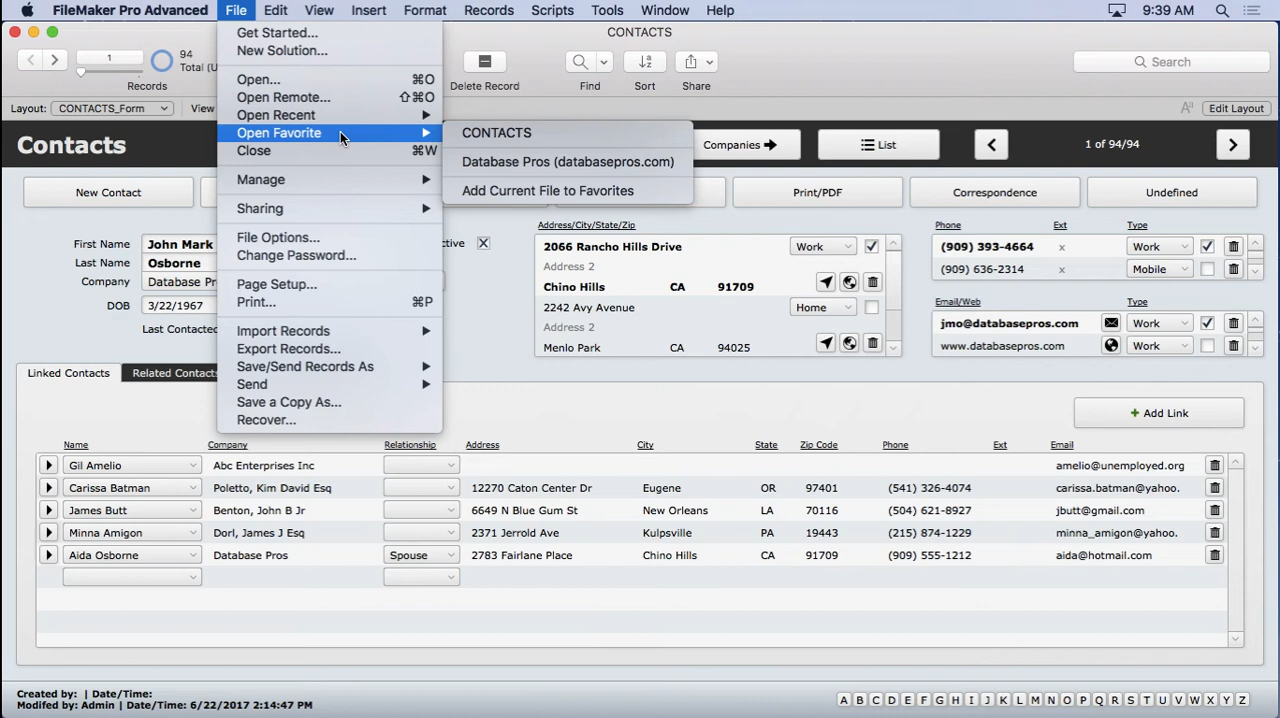 FileMaker Pro Advanced File Edit View Insert Format Records Scripts Tools Window Help 9:39 AM
CONTACTS
1 94
Total (U
Records Delete Record Find Sort Share Search
Layout: CONTACTS_Form View Edit Layout
Get Started...
New Solution...
Open... ⌘O
Open Remote... ⇧⌘O
Open Recent
Open Favorite
Close ⌘W
Manage
Sharing
File Options...
Change Password...
Page Setup...
Print... ⌘P
Import Records
Export Records...
Save/Send Records As
Send
Save a Copy As...
Recover...
CONTACTS
Database Pros (databasepros.com)
Add Current File to Favorites
Contacts Companies List 1 of 94/94
New Contact Print/PDF Correspondence Undefined
First Name John Mark
Last Name Osborne
Company Database Pr
DOB 3/22/1967
Last Contacted
ctive
Address/City/State/Zip
2066 Rancho Hills Drive Work
Address 2
Chino Hills CA 91709
2242 Avy Avenue Home
Address 2
Menlo Park CA 94025
Phone Ext Type
(909) 393-4664 x Work
(909) 636-2314 x Mobile
Email/Web Type
jmo@databasepros.com Work
www.databasepros.com Work
Linked Contacts Related Contacts
+ Add Link
Name Company Relationship Address City State Zip Code Phone Ext Email
Gil Amelio Abc Enterprises Inc amelio@unemployed.org
Carissa Batman Poletto, Kim David Esq 12270 Caton Center Dr Eugene OR 97401 (541) 326-4074 carissa.batman@yahoo.
James Butt Benton, John B Jr 6649 N Blue Gum St New Orleans LA 70116 (504) 621-8927 jbutt@gmail.com
Minna Amigon Dorl, James J Esq 2371 Jerrold Ave Kulpsville PA 19443 (215) 874-1229 minna_amigon@yahoo.
Aida Osborne Database Pros Spouse 2783 Fairlane Place Chino Hills CA 91709 (909) 555-1212 aida@hotmail.com
Created by: | Date/Time:
Modifed by: Admin | Date/Time: 6/22/2017 2:14:47 PM
A B C D E F G H I J K L M N O P Q R S T U V W X Y Z